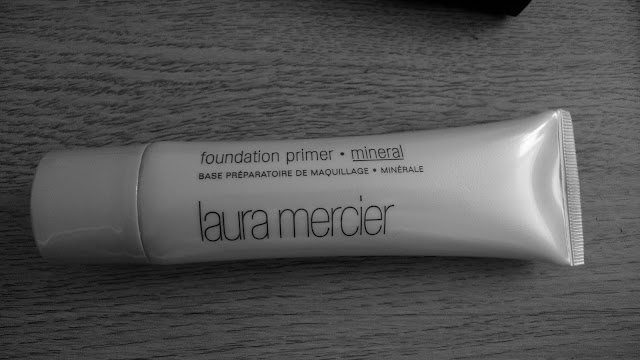 foundation primer • mineral
BASE PRÉPARATOIRE DE MAQUILLAGE • MINÉRALE
laura mercier